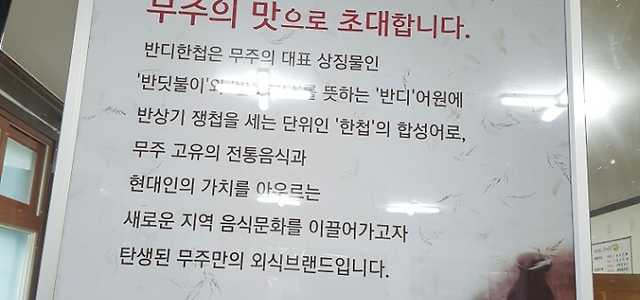 무주의 맛으로 초대합니다.
반디한첩은 무주의 대표 상징물인
'반딧불이'와 뜻하는 '반디'어원에
반상기 쟁첩을 세는 단위인 '한첩'의 합성어로,
무주 고유의 전통음식과
현대인의 가치를 아우르는
새로운 지역 음식문화를 이끌어가고자
탄생된 무주만의 외식브랜드입니다.